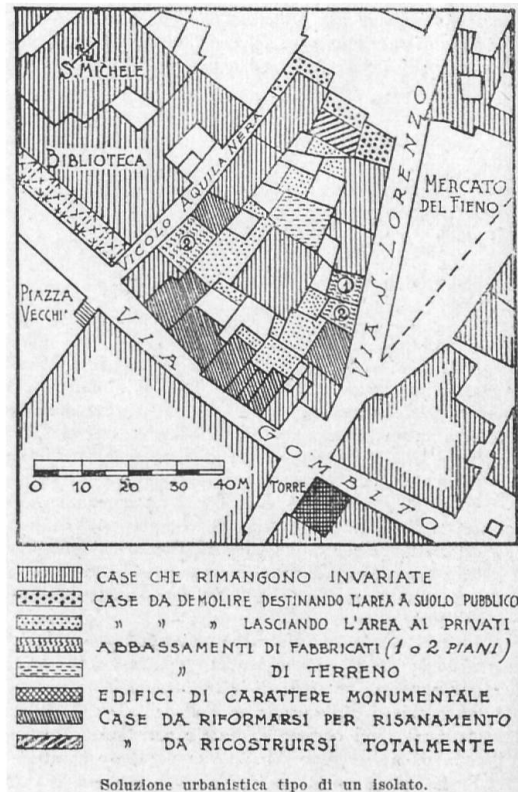 S. MICHELE
BIBLIOTECA
VICOLO AQUILA NERA
VIA S. LORENZO
MERCATO
DEL FIENO
PIAZZA
VECCHI'
VIA GOMBITO
2
1
2
0 10 20 30 40 M
TORRE
CASE CHE RIMANGONO INVARIATE
CASE DA DEMOLIRE DESTINANDO L'AREA A SUOLO PUBBLICO
» » » LASCIANDO L'AREA AI PRIVATI
ABBASSAMENTI DI FABBRICATI (1 o 2 PIANI)
» DI TERRENO
EDIFICI DI CARATTERE MONUMENTALE
CASE DA RIFORMARSI PER RISANAMENTO
» DA RICOSTRUIRSI TOTALMENTE
Soluzione urbanistica tipo di un isolato.